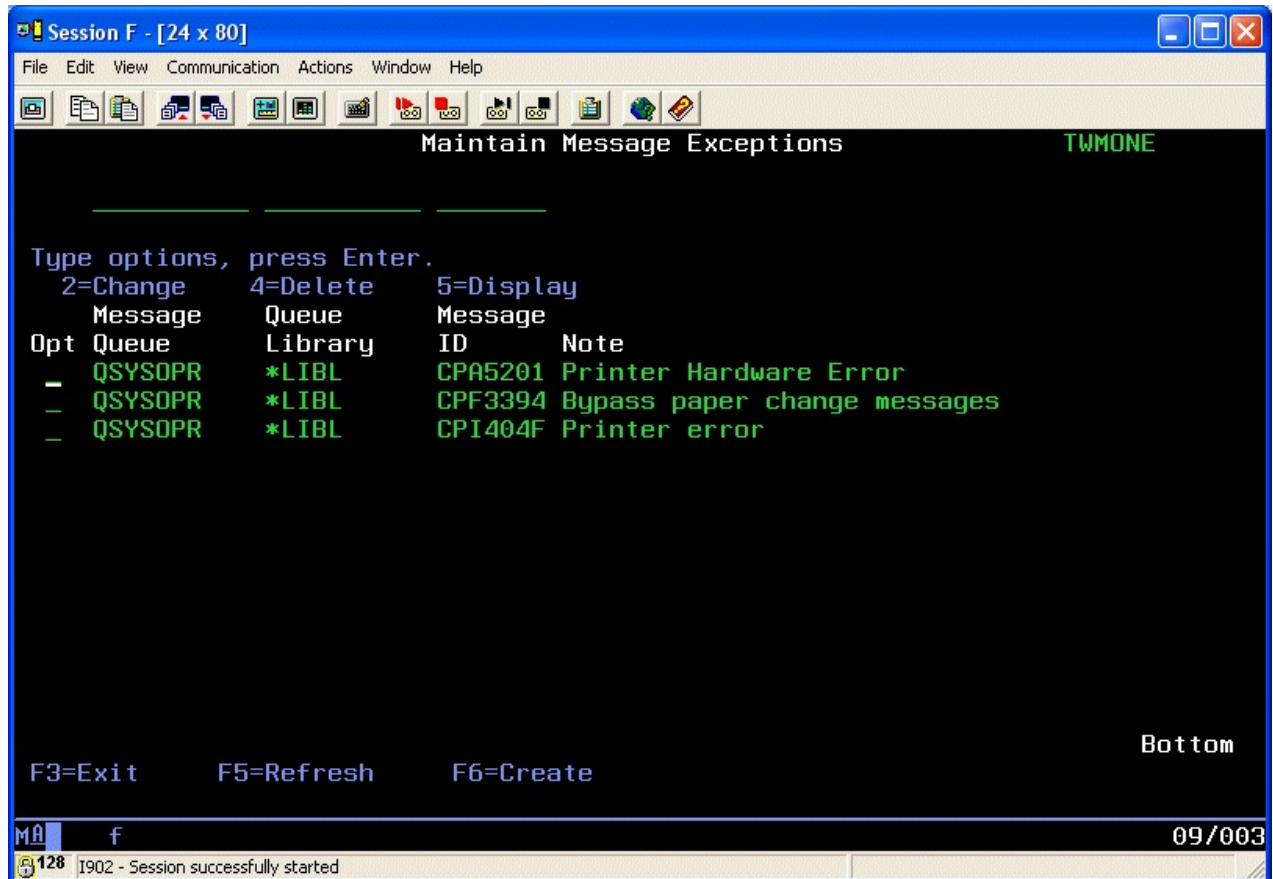 Session F - [24 x 80]
File Edit View Communication Actions Window Help
Maintain Message Exceptions TWMONE
Type options, press Enter.
2=Change 4=Delete 5=Display
Message Queue Message
Opt Queue Library ID Note
QSYSOPR *LIBL CPA5201 Printer Hardware Error
QSYSOPR *LIBL CPF3394 Bypass paper change messages
QSYSOPR *LIBL CPI404F Printer error
Bottom
F3=Exit F5=Refresh F6=Create
MA f 09/003
128 I902 - Session successfully started